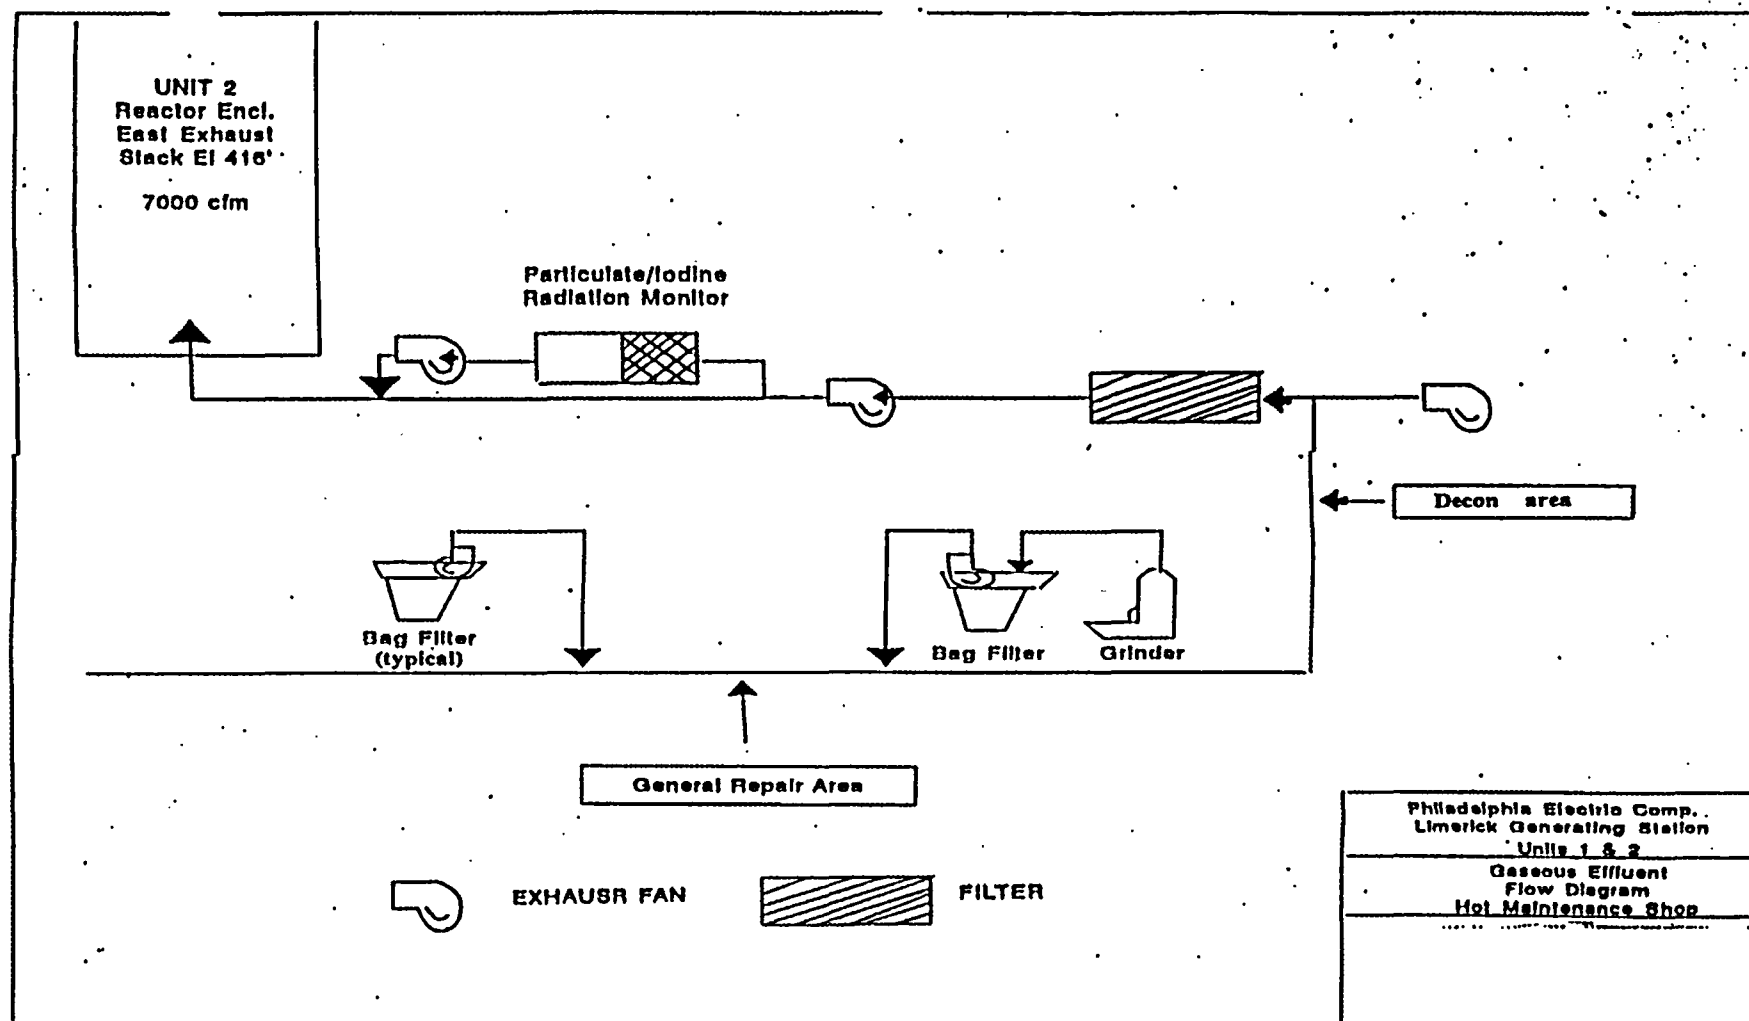 UNIT 2
Reactor Encl.
East Exhaust
Stack El 416'
7000 cfm
Particulate/Iodine
Radiation Monitor
Decon area
Bag Filter
(typical)
Bag Filter
Grinder
General Repair Area
EXHAUSR FAN
FILTER
Philadelphia Electric Comp.
Limerick Generating Station
Units 1 & 2
Gaseous Effluent
Flow Diagram
Hot Maintenance Shop